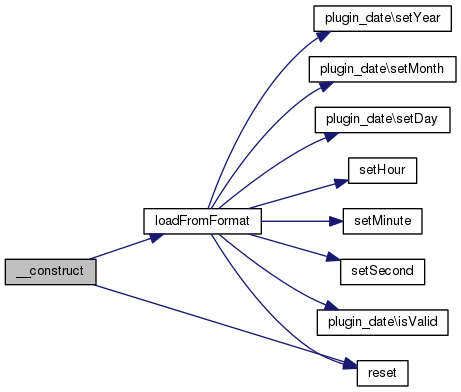 plugin_date\setYear
plugin_date\setMonth
plugin_date\setDay
setHour
loadFromFormat
setMinute
__construct
setSecond
plugin_date\isValid
reset